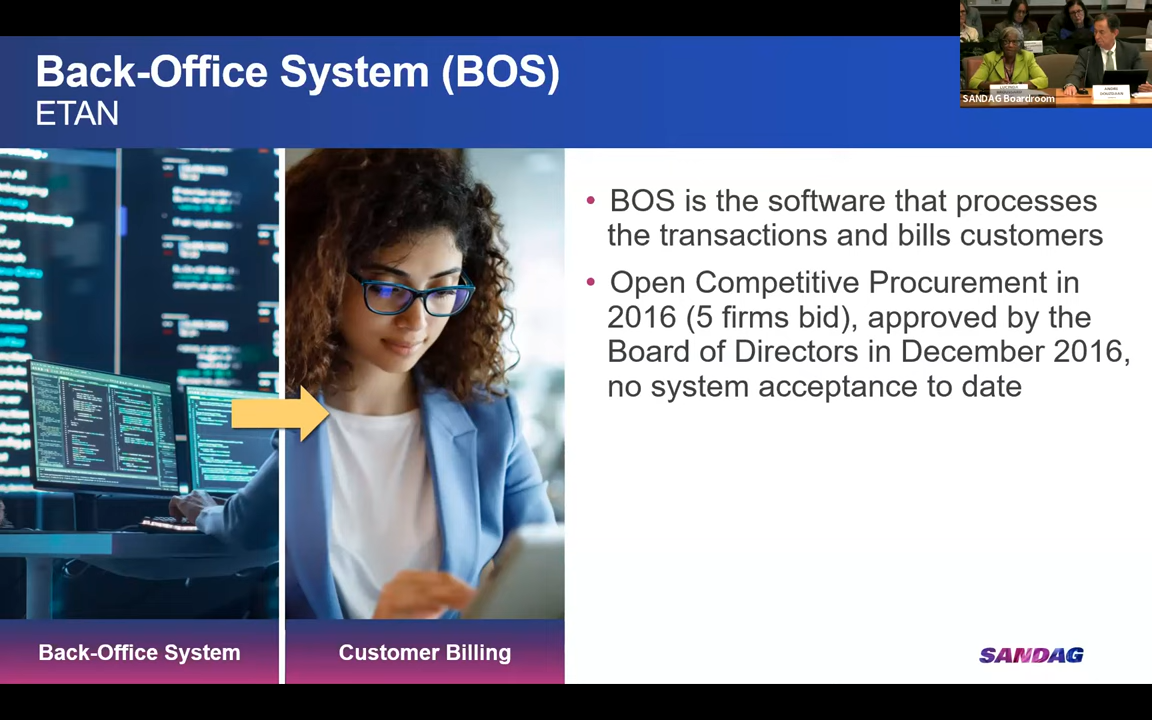 Back-Office System (BOS)
ETAN
LUCINDA
SANDAG Boardroom
• BOS is the software that processes
the transactions and bills customers
• Open Competitive Procurement in
2016 (5 firms bid), approved by the
Board of Directors in December 2016,
no system acceptance to date
Back-Office System
Customer Billing
SANDAG